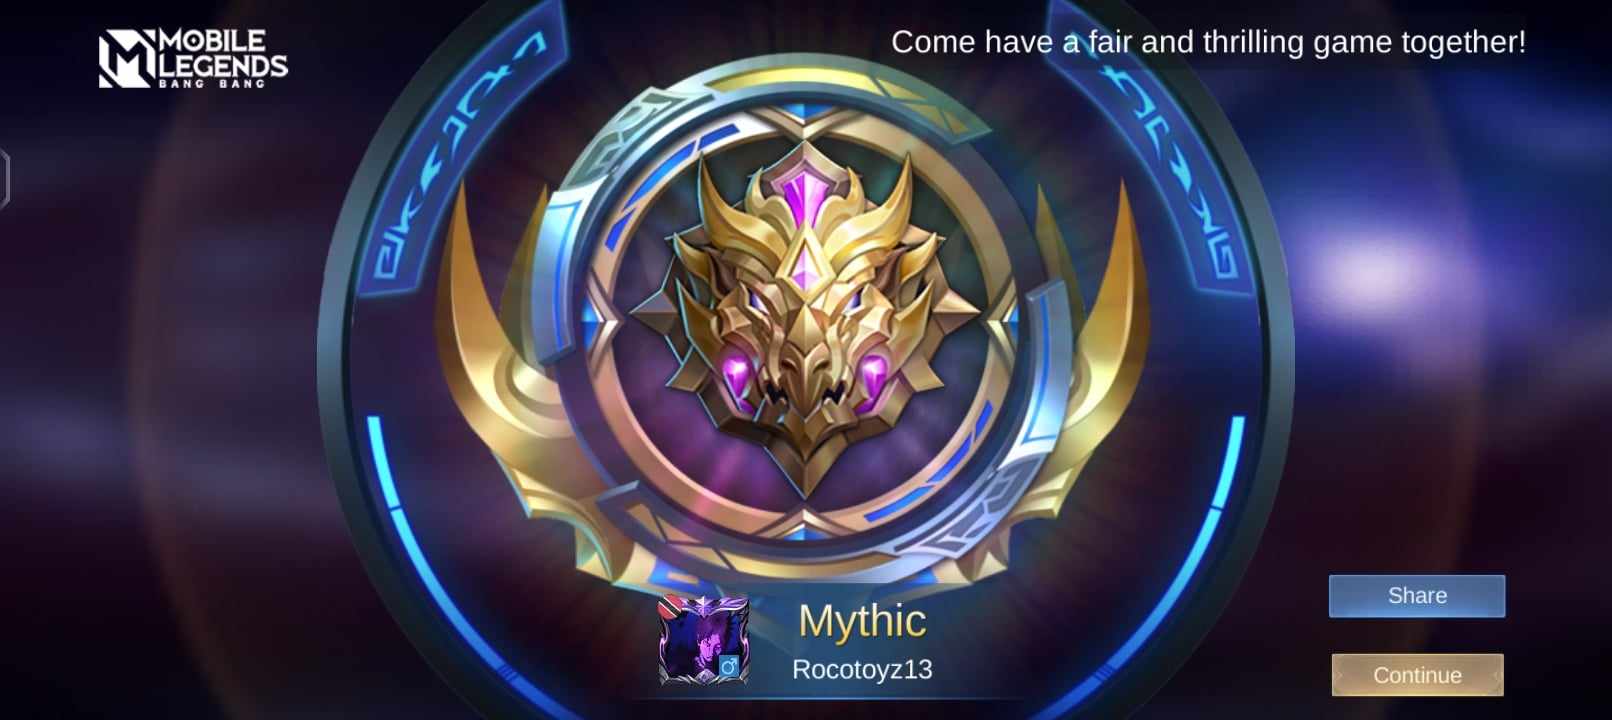 MOBILE
LEGENDS
BANG BANG
Come have a fair and thrilling game together!
Mythic
Rocotoyz13
Share
Continue